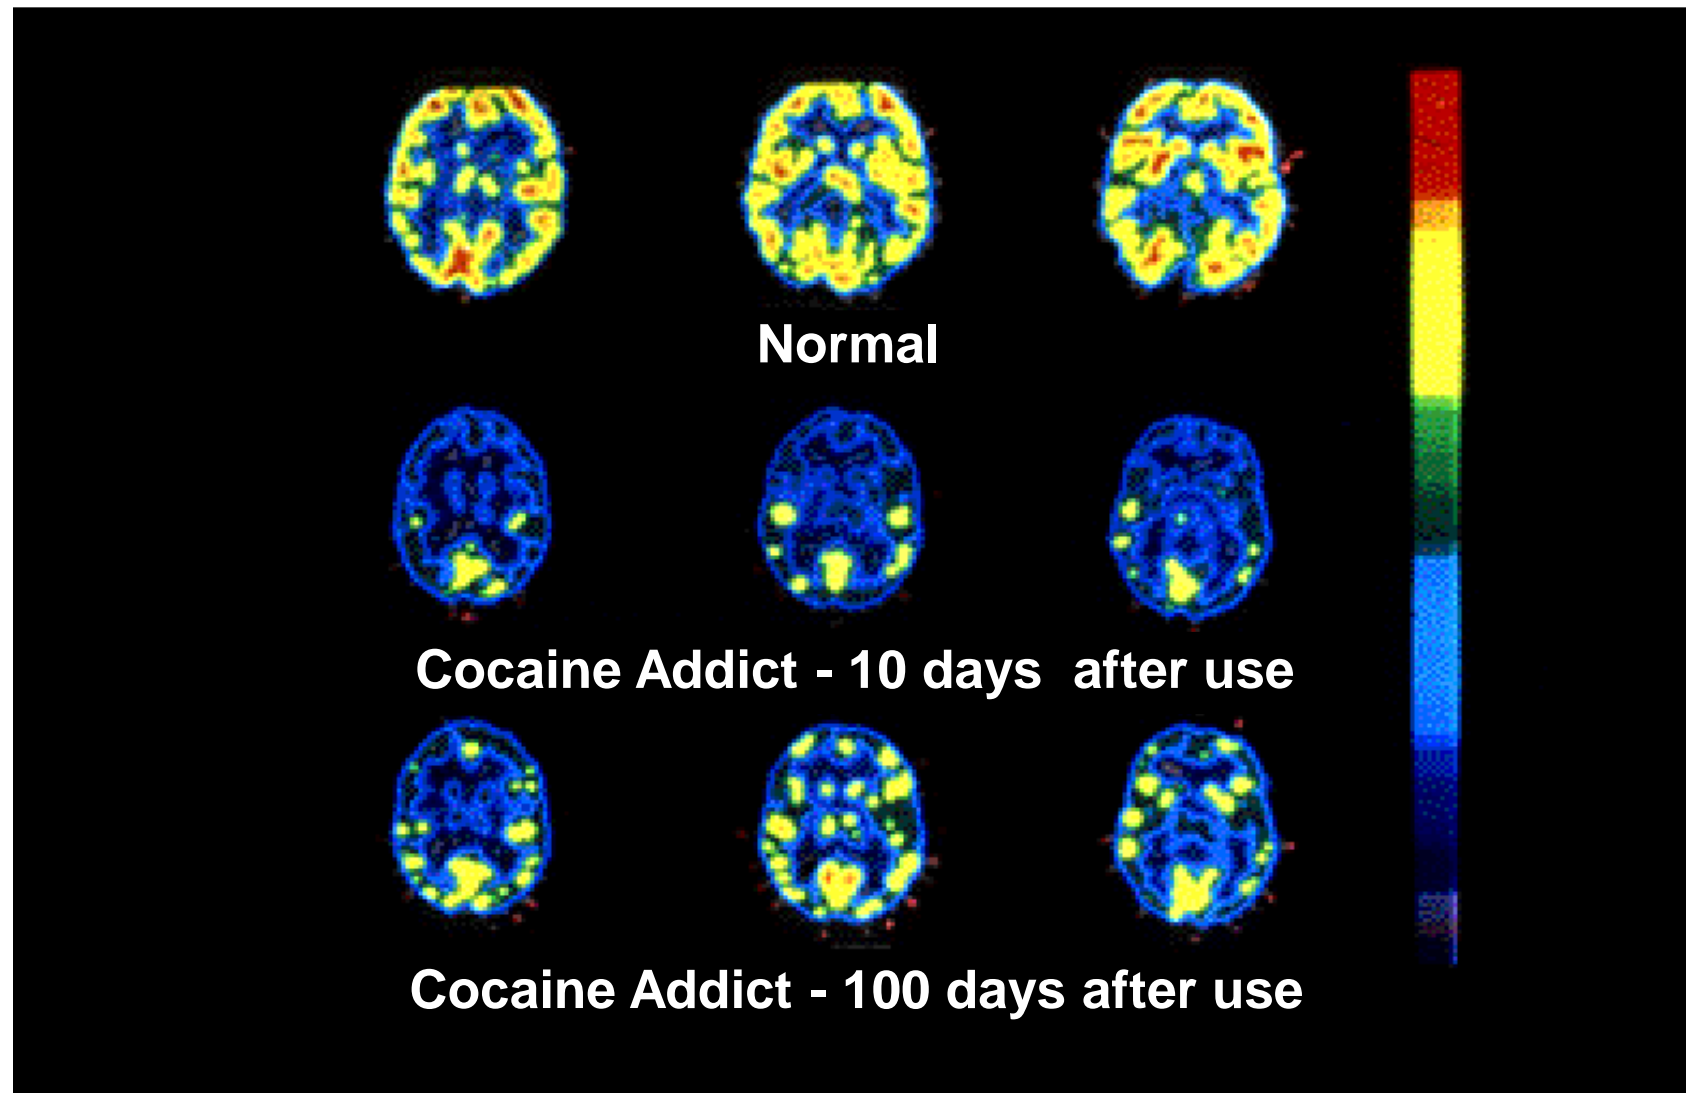 Normal
Cocaine Addict - 10 days  after use
Cocaine Addict - 100 days after use